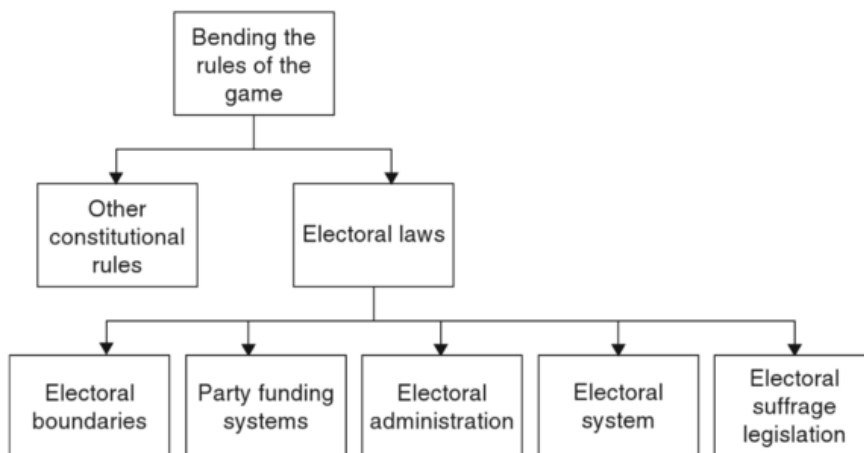 Bending the
rules of the
game
Other
constitutional
rules
Electoral laws
Electoral
boundaries
Party funding
systems
Electoral
administration
Electoral
system
Electoral
suffrage
legislation